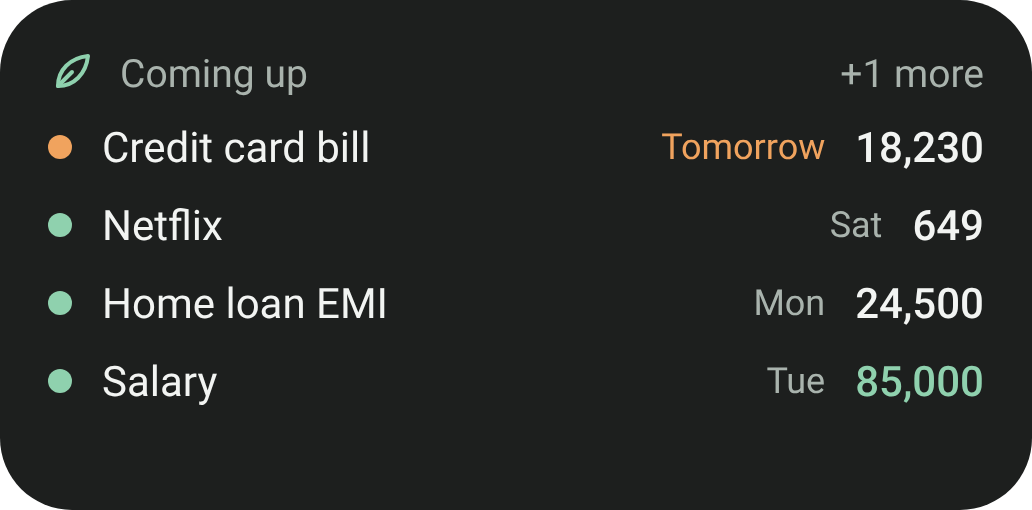 Coming up +1 more
Credit card bill Tomorrow 18,230
Netflix Sat 649
Home loan EMI Mon 24,500
Salary Tue 85,000